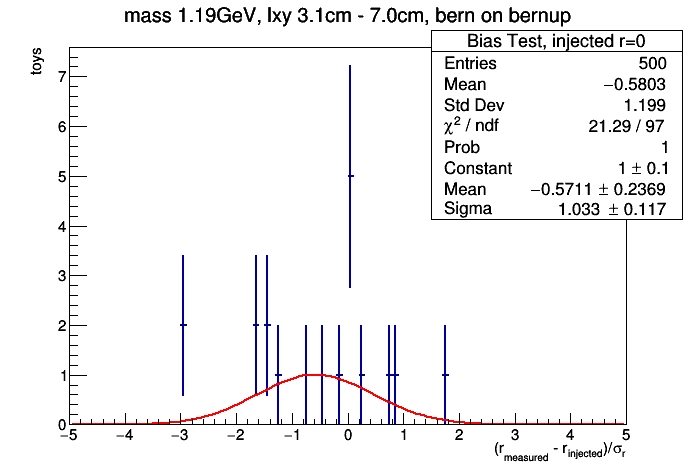 mass 1.19GeV, lxy 3.1cm - 7.0cm, bern on bernup
Bias Test, injected r=0
Entries 500
Mean −0.5803
Std Dev 1.199
χ² / ndf 21.29 / 97
Prob 1
Constant 1 ± 0.1
Mean −0.5711 ± 0.2369
Sigma 1.033 ± 0.117
toys
7
6
5
4
3
2
1
0
−5 −4 −3 −2 −1 0 1 2 3 4 5
(r_measured - r_injected)/σ_r